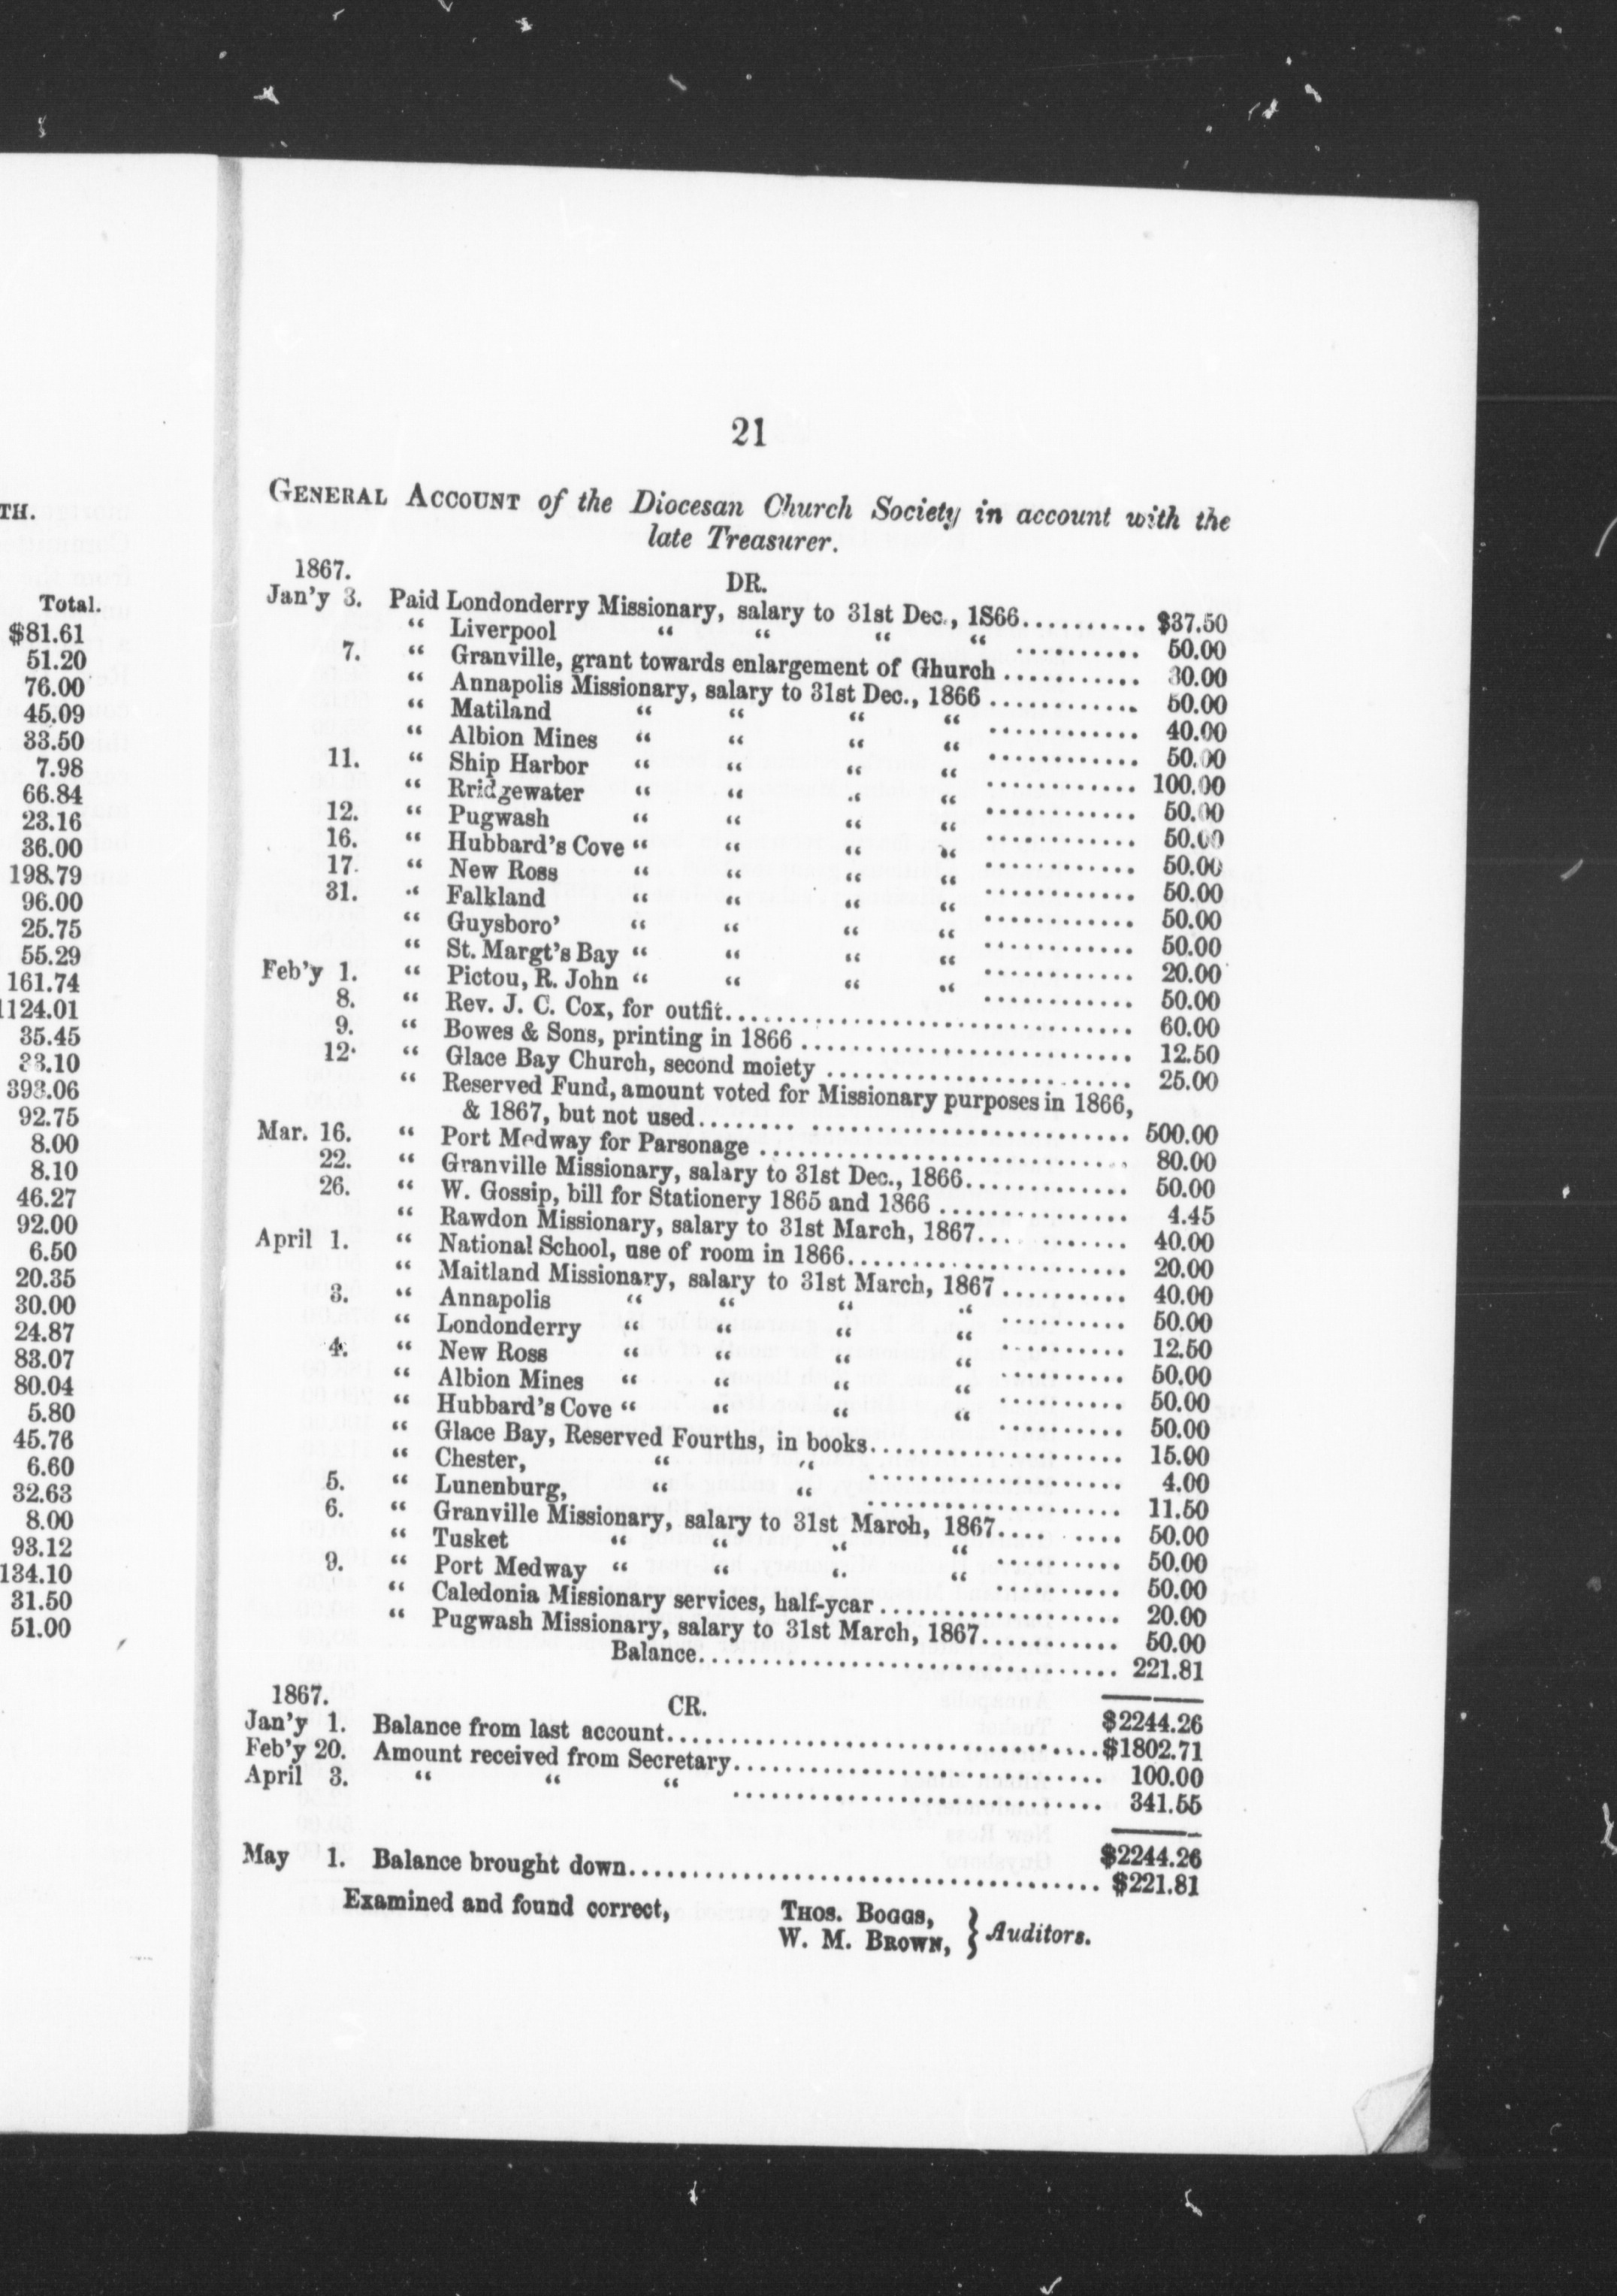 TH.
Total.
$81.61
51.20
76.00
45.09
33.50
7.98
66.84
23.16
36.00
198.79
96.00
25.75
55.29
161.74
1124.01
35.45
33.10
393.06
92.75
8.00
8.10
46.27
92.00
6.50
20.35
30.00
24.87
83.07
80.04
5.80
45.76
6.60
32.63
8.00
93.12
134.10
31.50
51.00
21
GENERAL ACCOUNT of the Diocesan Church Society in account with the
late Treasurer.
1867. DR.
Jan'y 3. Paid Londonderry Missionary, salary to 31st Dec., 1S66.......... $37.50
" Liverpool " " " " .......... 50.00
7. " Granville, grant towards enlargement of Ghurch ........... 30.00
" Annapolis Missionary, salary to 31st Dec., 1866 ............ 50.00
" Matiland " " " " ............ 40.00
" Albion Mines " " " " ............ 50.00
11. " Ship Harbor " " " " ............ 100.00
" Rridgewater " " " " ............ 50.00
12. " Pugwash " " " " ............ 50.00
16. " Hubbard's Cove " " " " ............ 50.00
17. " New Ross " " " " ............ 50.00
31. " Falkland " " " " ............ 50.00
" Guysboro' " " " " ............ 50.00
" St. Margt's Bay " " " " ............ 20.00
Feb'y 1. " Pictou, R. John " " " " ............ 50.00
8. " Rev. J. C. Cox, for outfit................................. 60.00
9. " Bowes & Sons, printing in 1866 .......................... 12.50
12. " Glace Bay Church, second moiety ........................ 25.00
" Reserved Fund, amount voted for Missionary purposes in 1866,
& 1867, but not used.................................. 500.00
Mar. 16. " Port Medway for Parsonage .............................. 80.00
22. " Granville Missionary, salary to 31st Dec., 1866............. 50.00
26. " W. Gossip, bill for Stationery 1865 and 1866 ............... 4.45
" Rawdon Missionary, salary to 31st March, 1867........... 40.00
April 1. " National School, use of room in 1866...................... 20.00
" Maitland Missionary, salary to 31st March, 1867 .......... 40.00
3. " Annapolis " " " " .......... 50.00
" Londonderry " " " " .......... 12.50
4. " New Ross " " " " .......... 50.00
" Albion Mines " " " " .......... 50.00
" Hubbard's Cove " " " " .......... 50.00
" Glace Bay, Reserved Fourths, in books.................... 15.00
" Chester, " " .................... 4.00
5. " Lunenburg, " " .................... 11.50
6. " Granville Missionary, salary to 31st March, 1867......... 50.00
" Tusket " " " " .......... 50.00
9. " Port Medway " " " " .......... 50.00
" Caledonia Missionary services, half-year ................... 20.00
" Pugwash Missionary, salary to 31st March, 1867........... 50.00
Balance................................. 221.81
$2244.26
1867. CR.
Jan'y 1. Balance from last account..................................$1802.71
Feb'y 20. Amount received from Secretary............................. 100.00
April 3. " " " ............................. 341.55
$2244.26
May 1. Balance brought down..................................... $221.81
Examined and found correct,
THOS. BOGGS,
W. M. BROWN, } Auditors.